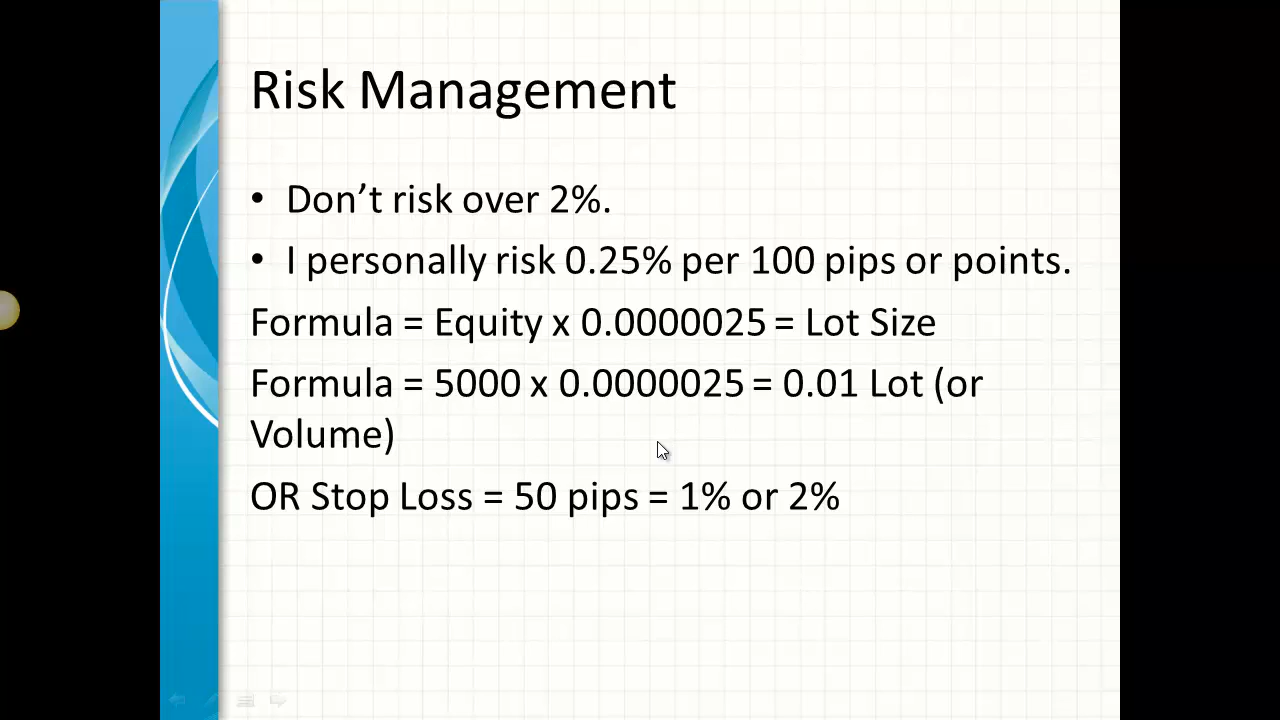 Risk Management
• Don’t risk over 2%.
• I personally risk 0.25% per 100 pips or points.
Formula = Equity x 0.0000025 = Lot Size
Formula = 5000 x 0.0000025 = 0.01 Lot (or
Volume)
OR Stop Loss = 50 pips = 1% or 2%